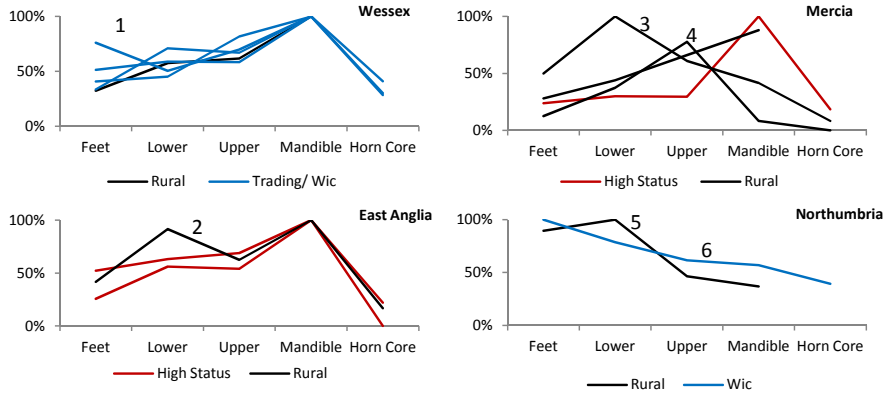 Wessex
100%
1
50%
0%
Feet Lower Upper Mandible Horn Core
Rural Trading/ Wic
Mercia
100%
3
4
50%
0%
Feet Lower Upper Mandible Horn Core
High Status Rural
East Anglia
100%
2
50%
0%
Feet Lower Upper Mandible Horn Core
High Status Rural
Northumbria
100%
5
6
50%
0%
Feet Lower Upper Mandible Horn Core
Rural Wic